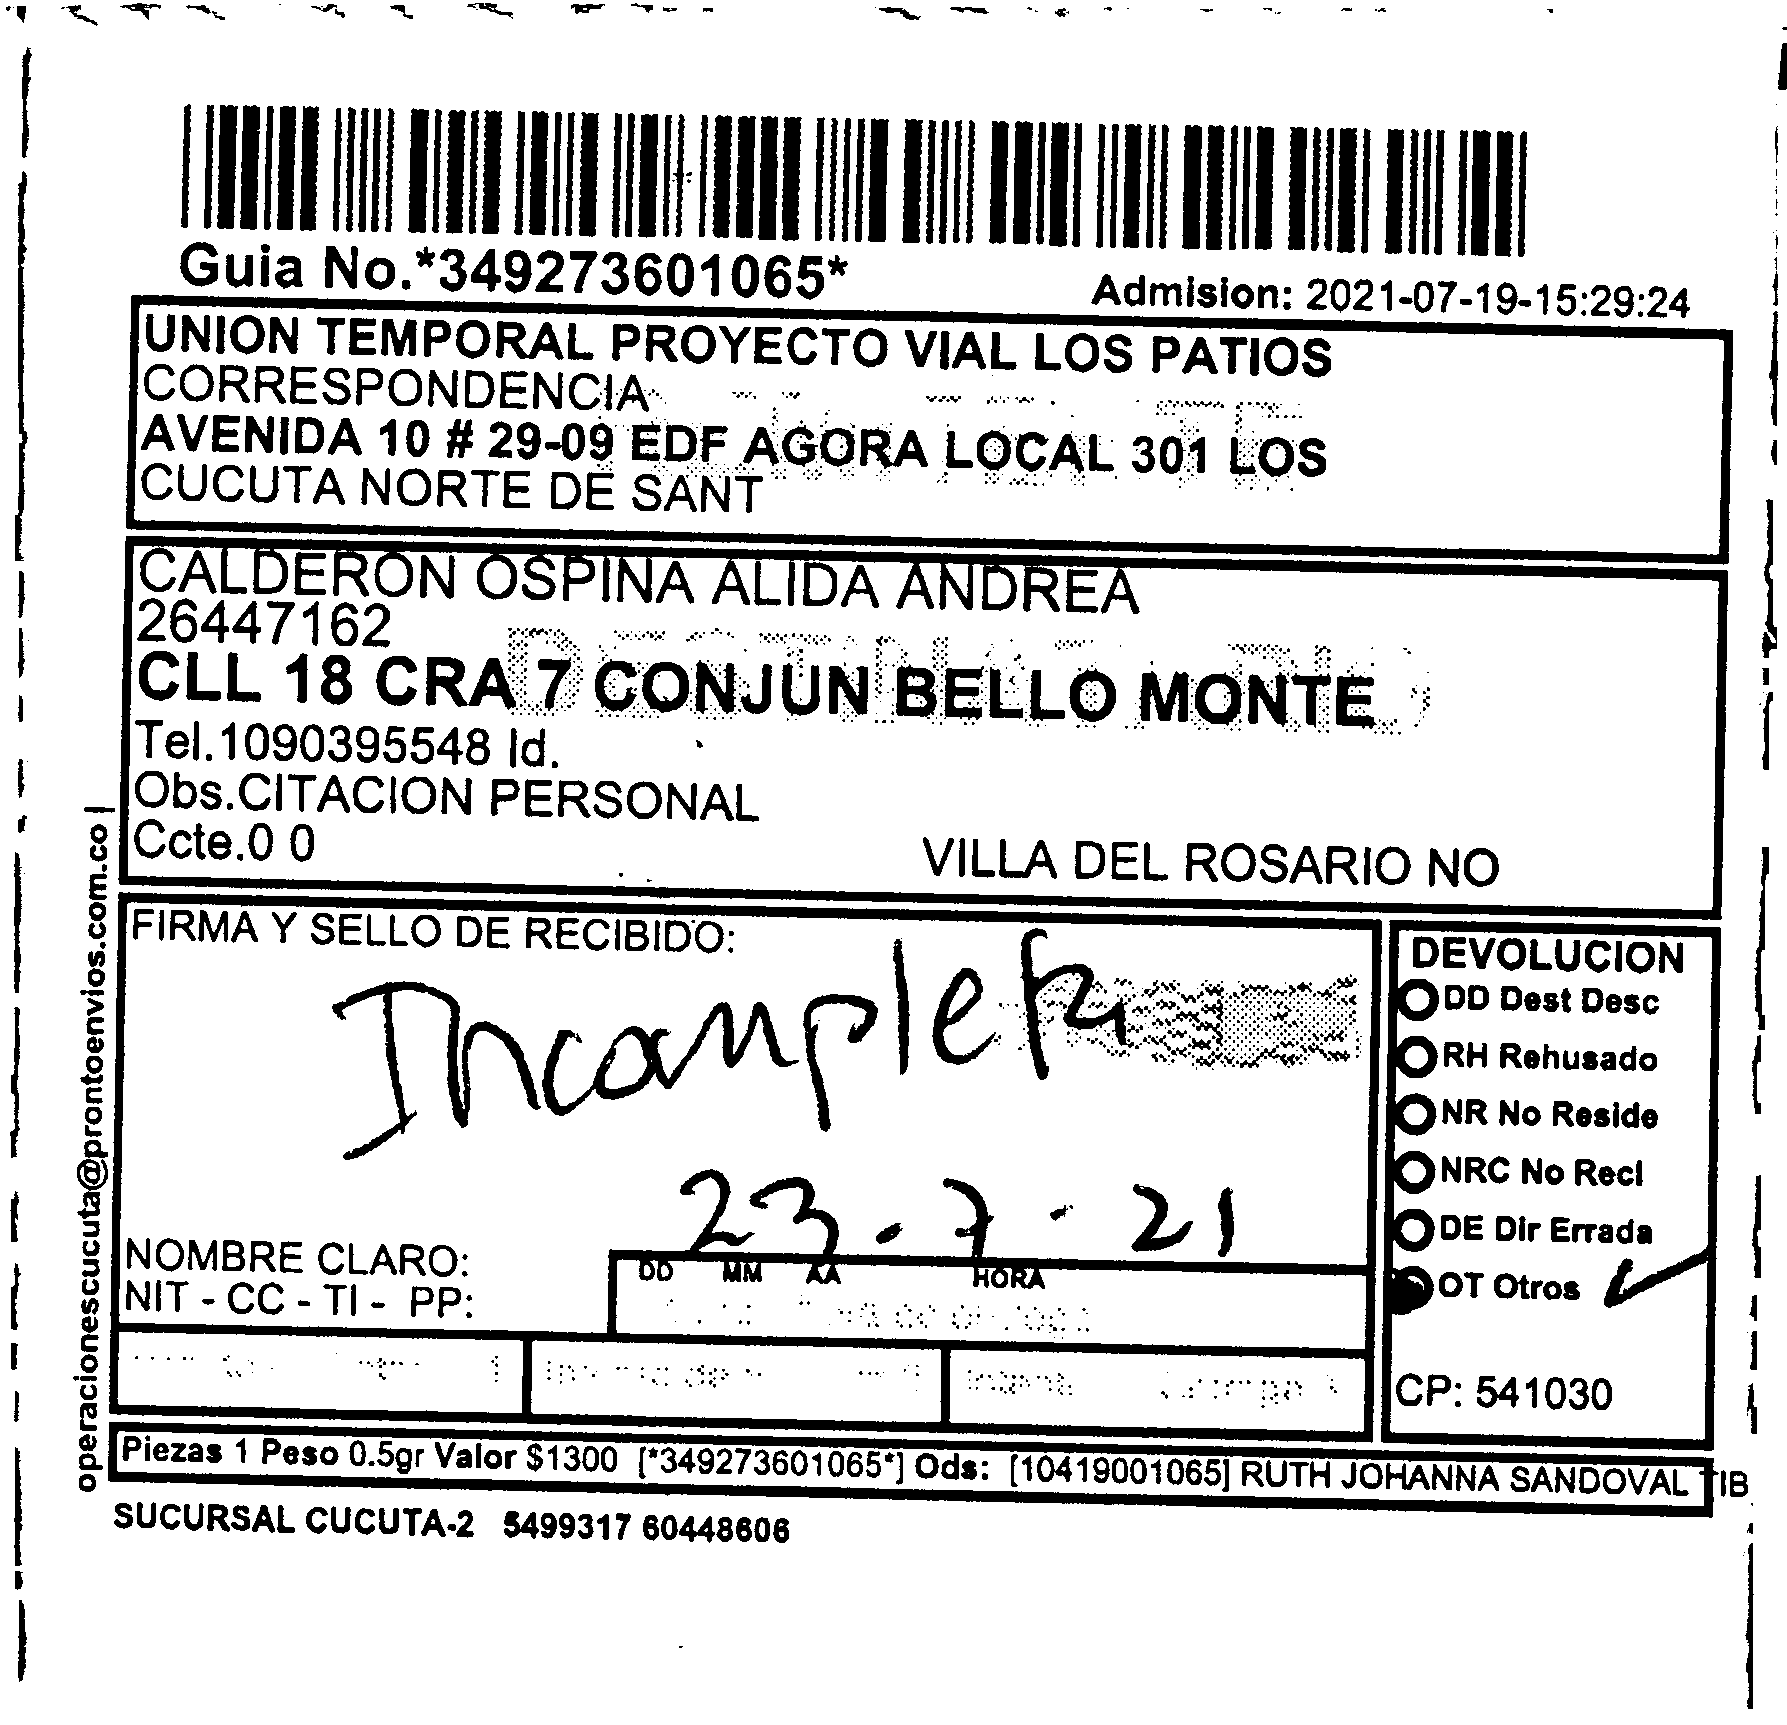 Guia No.*349273601065*
Admision: 2021-07-19-15:29:24
UNION TEMPORAL PROYECTO VIAL LOS PATIOS
CORRESPONDENCIA
AVENIDA 10 # 29-09 EDF AGORA LOCAL 301 LOS
CUCUTA NORTE DE SANT
CALDERON OSPINA ALIDA ANDREA
26447162
CLL 18 CRA 7 CONJUN BELLO MONTE
Tel.1090395548 Id.
Obs.CITACION PERSONAL
Ccte.0 0
VILLA DEL ROSARIO NO
operacionescucuta@prontoenvios.com.co |
FIRMA Y SELLO DE RECIBIDO:
Incompleta
23 . 7 . 21
NOMBRE CLARO:
NIT - CC - TI - PP:
DD MM AA HORA
DEVOLUCION
DD Dest Desc
RH Rehusado
NR No Reside
NRC No Recl
DE Dir Errada
OT Otros
CP: 541030
Piezas 1 Peso 0.5gr Valor $1300 [*349273601065*] Ods: [10419001065] RUTH JOHANNA SANDOVAL TIB
SUCURSAL CUCUTA-2 5499317 60448606